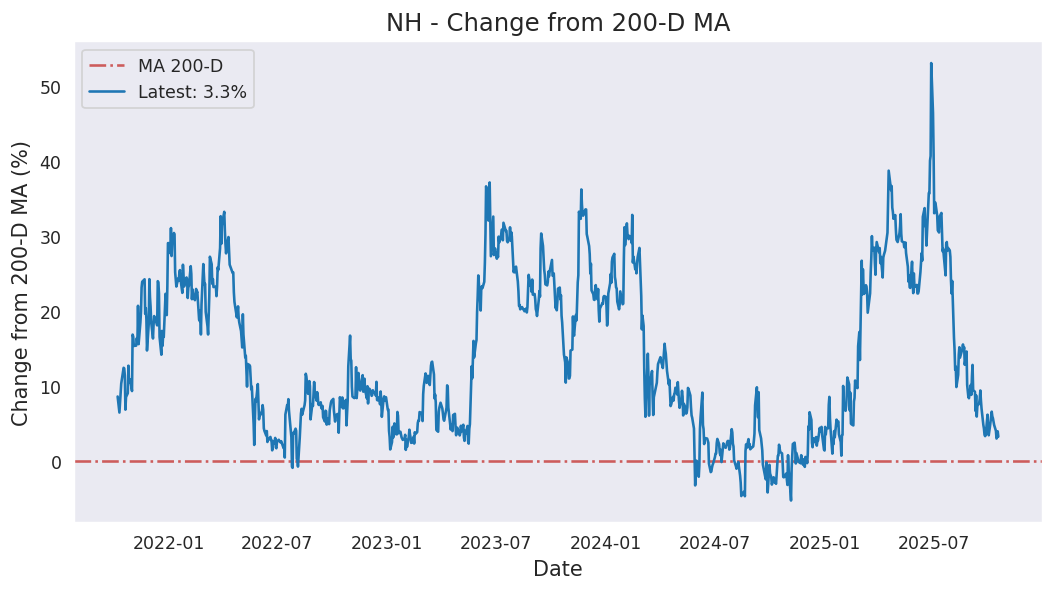 NH - Change from 200-D MA
MA 200-D
Latest: 3.3%
Change from 200-D MA (%)
50
40
30
20
10
0
2022-01
2022-07
2023-01
2023-07
2024-01
2024-07
2025-01
2025-07
Date